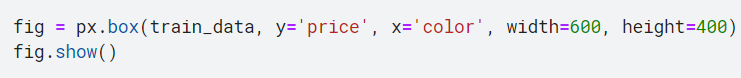 fig = px.box(train_data, y='price', x='color', width=600, height=400)
fig.show()